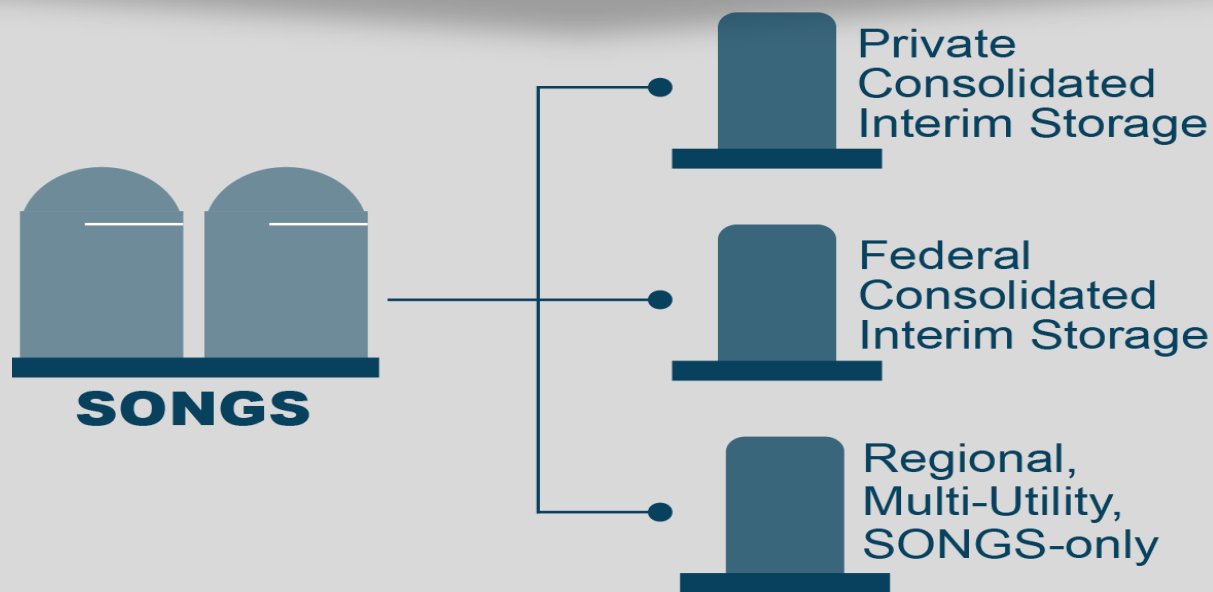 Private
Consolidated
Interim Storage
SONGS
Federal
Consolidated
Interim Storage
Regional,
Multi-Utility,
SONGS-only